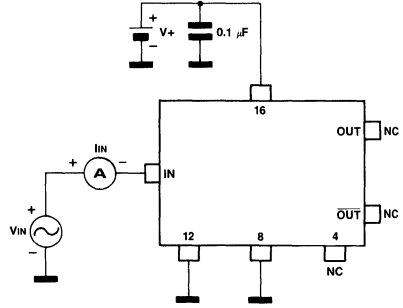 +
V+
−
0.1 μF
16
OUT
NC
IIN
+
−
A
IN
+
VIN
−
OUT
NC
12
8
4
NC